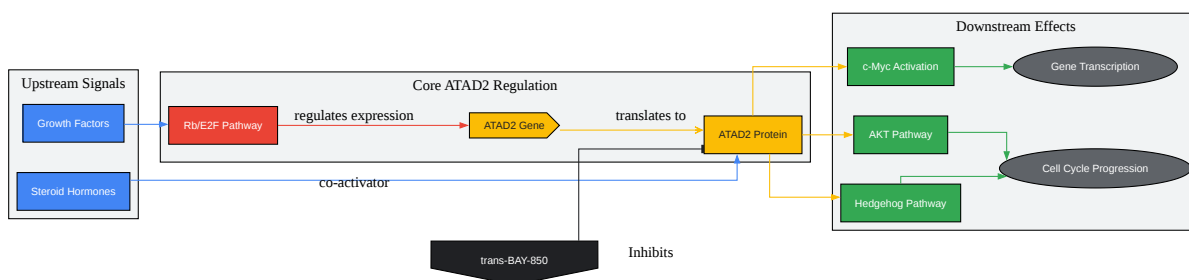 Upstream Signals
Growth Factors
Steroid Hormones
Core ATAD2 Regulation
Rb/E2F Pathway
regulates expression
ATAD2 Gene
translates to
ATAD2 Protein
co-activator
trans-BAY-850
Inhibits
Downstream Effects
c-Myc Activation
Gene Transcription
AKT Pathway
Cell Cycle Progression
Hedgehog Pathway